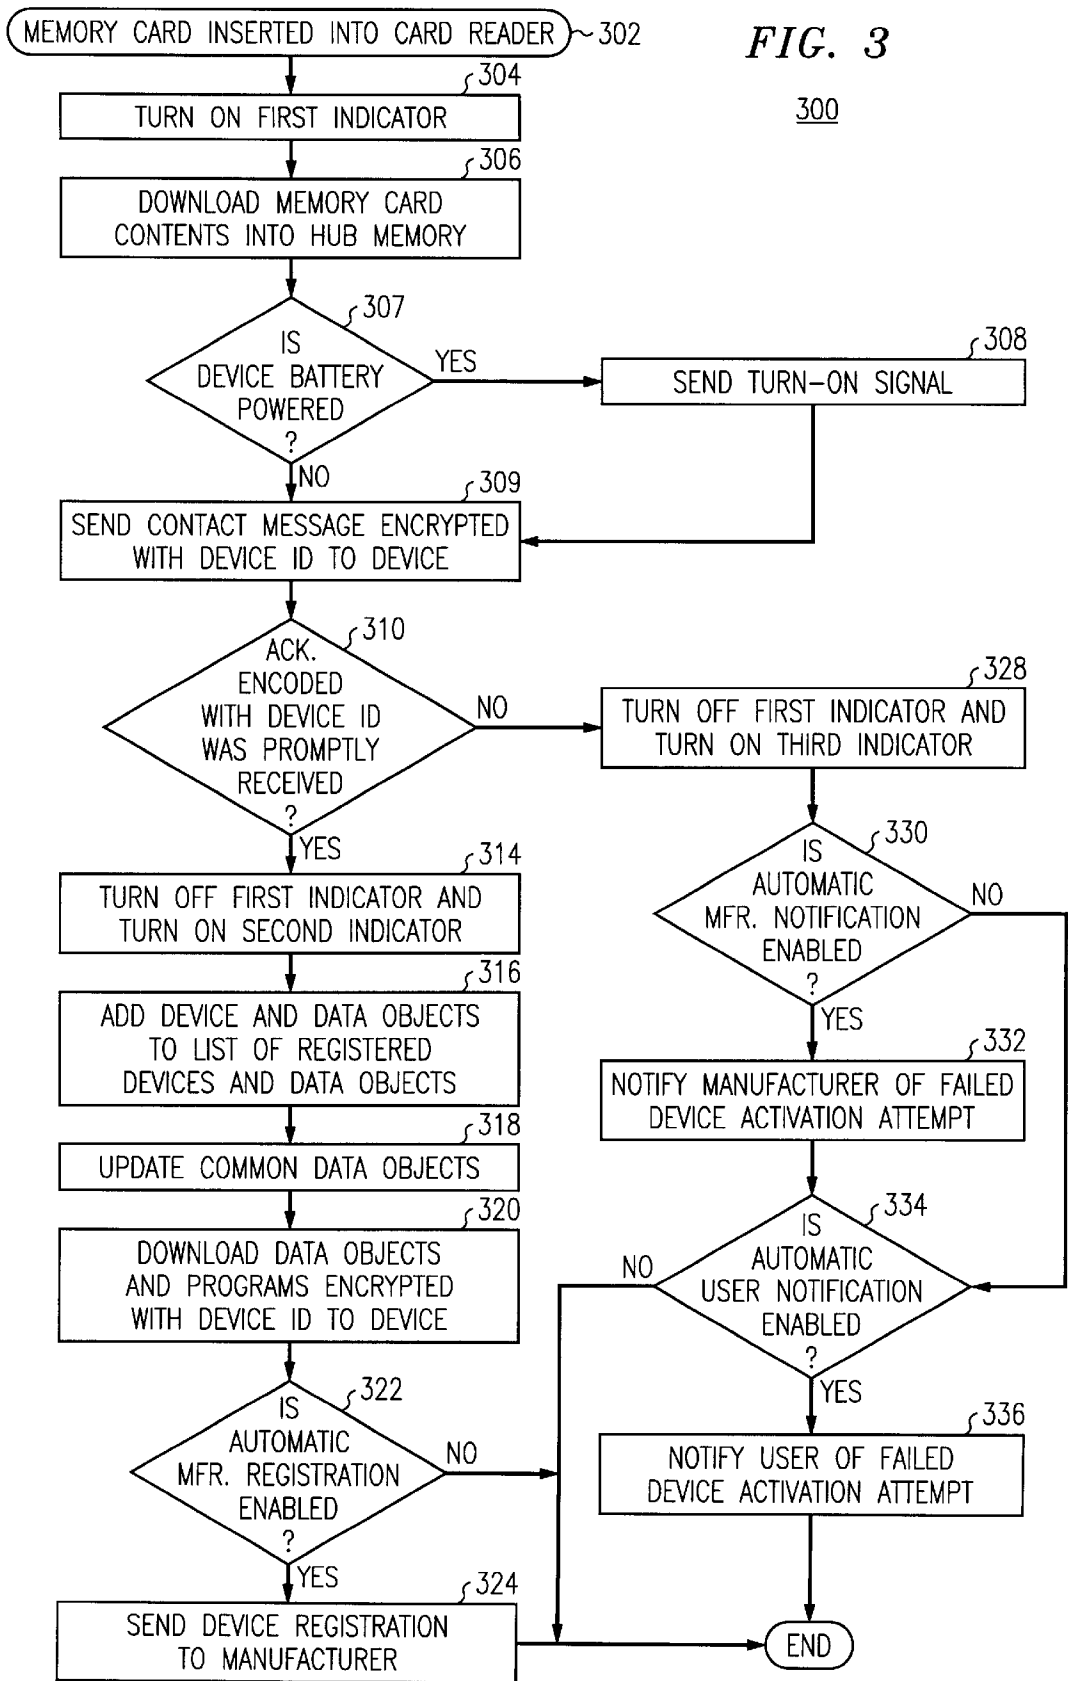 MEMORY CARD INSERTED INTO CARD READER
302
FIG. 3
300
304
TURN ON FIRST INDICATOR
306
DOWNLOAD MEMORY CARD
CONTENTS INTO HUB MEMORY
307
IS
DEVICE BATTERY
POWERED
?
YES
NO
308
SEND TURN-ON SIGNAL
309
SEND CONTACT MESSAGE ENCRYPTED
WITH DEVICE ID TO DEVICE
310
ACK.
ENCODED
WITH DEVICE ID
WAS PROMPTLY
RECEIVED
?
NO
YES
328
TURN OFF FIRST INDICATOR AND
TURN ON THIRD INDICATOR
314
TURN OFF FIRST INDICATOR AND
TURN ON SECOND INDICATOR
330
IS
AUTOMATIC
MFR. NOTIFICATION
ENABLED
?
NO
YES
316
ADD DEVICE AND DATA OBJECTS
TO LIST OF REGISTERED
DEVICES AND DATA OBJECTS
332
NOTIFY MANUFACTURER OF FAILED
DEVICE ACTIVATION ATTEMPT
318
UPDATE COMMON DATA OBJECTS
320
DOWNLOAD DATA OBJECTS
AND PROGRAMS ENCRYPTED
WITH DEVICE ID TO DEVICE
334
IS
AUTOMATIC
USER NOTIFICATION
ENABLED
?
NO
YES
322
IS
AUTOMATIC
MFR. REGISTRATION
ENABLED
?
NO
YES
336
NOTIFY USER OF FAILED
DEVICE ACTIVATION ATTEMPT
324
SEND DEVICE REGISTRATION
TO MANUFACTURER
END